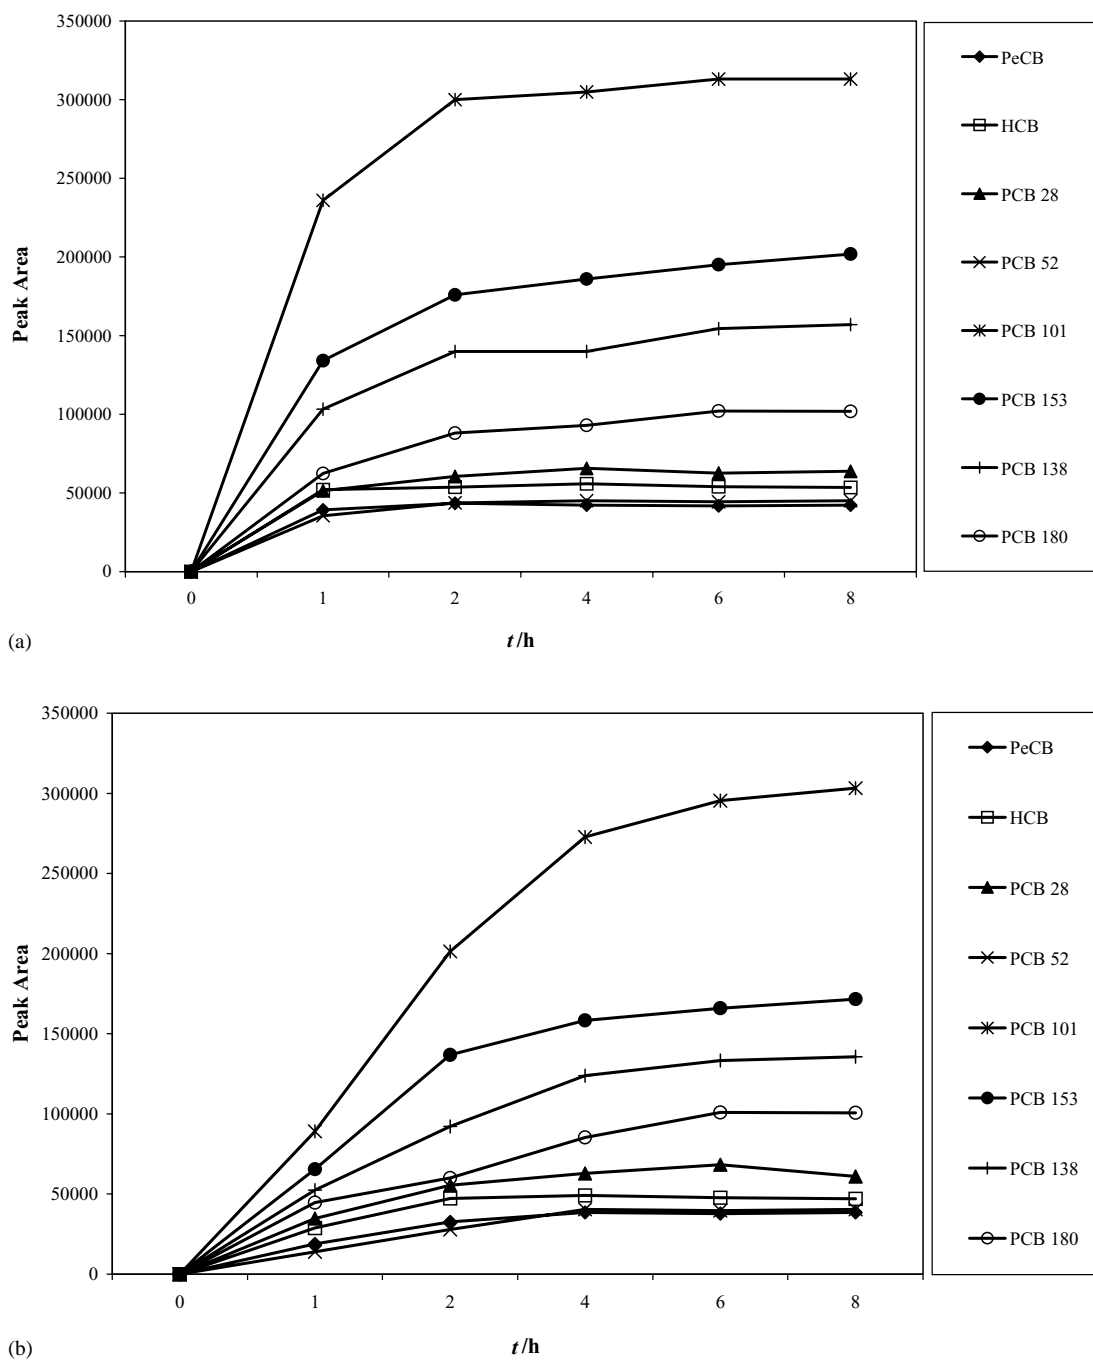 350000
300000
250000
200000
150000
100000
50000
0
Peak Area
0 1 2 4 6 8
t/h
(a)
PeCB
HCB
PCB 28
PCB 52
PCB 101
PCB 153
PCB 138
PCB 180
350000
300000
250000
200000
150000
100000
50000
0
Peak Area
0 1 2 4 6 8
t/h
(b)
PeCB
HCB
PCB 28
PCB 52
PCB 101
PCB 153
PCB 138
PCB 180